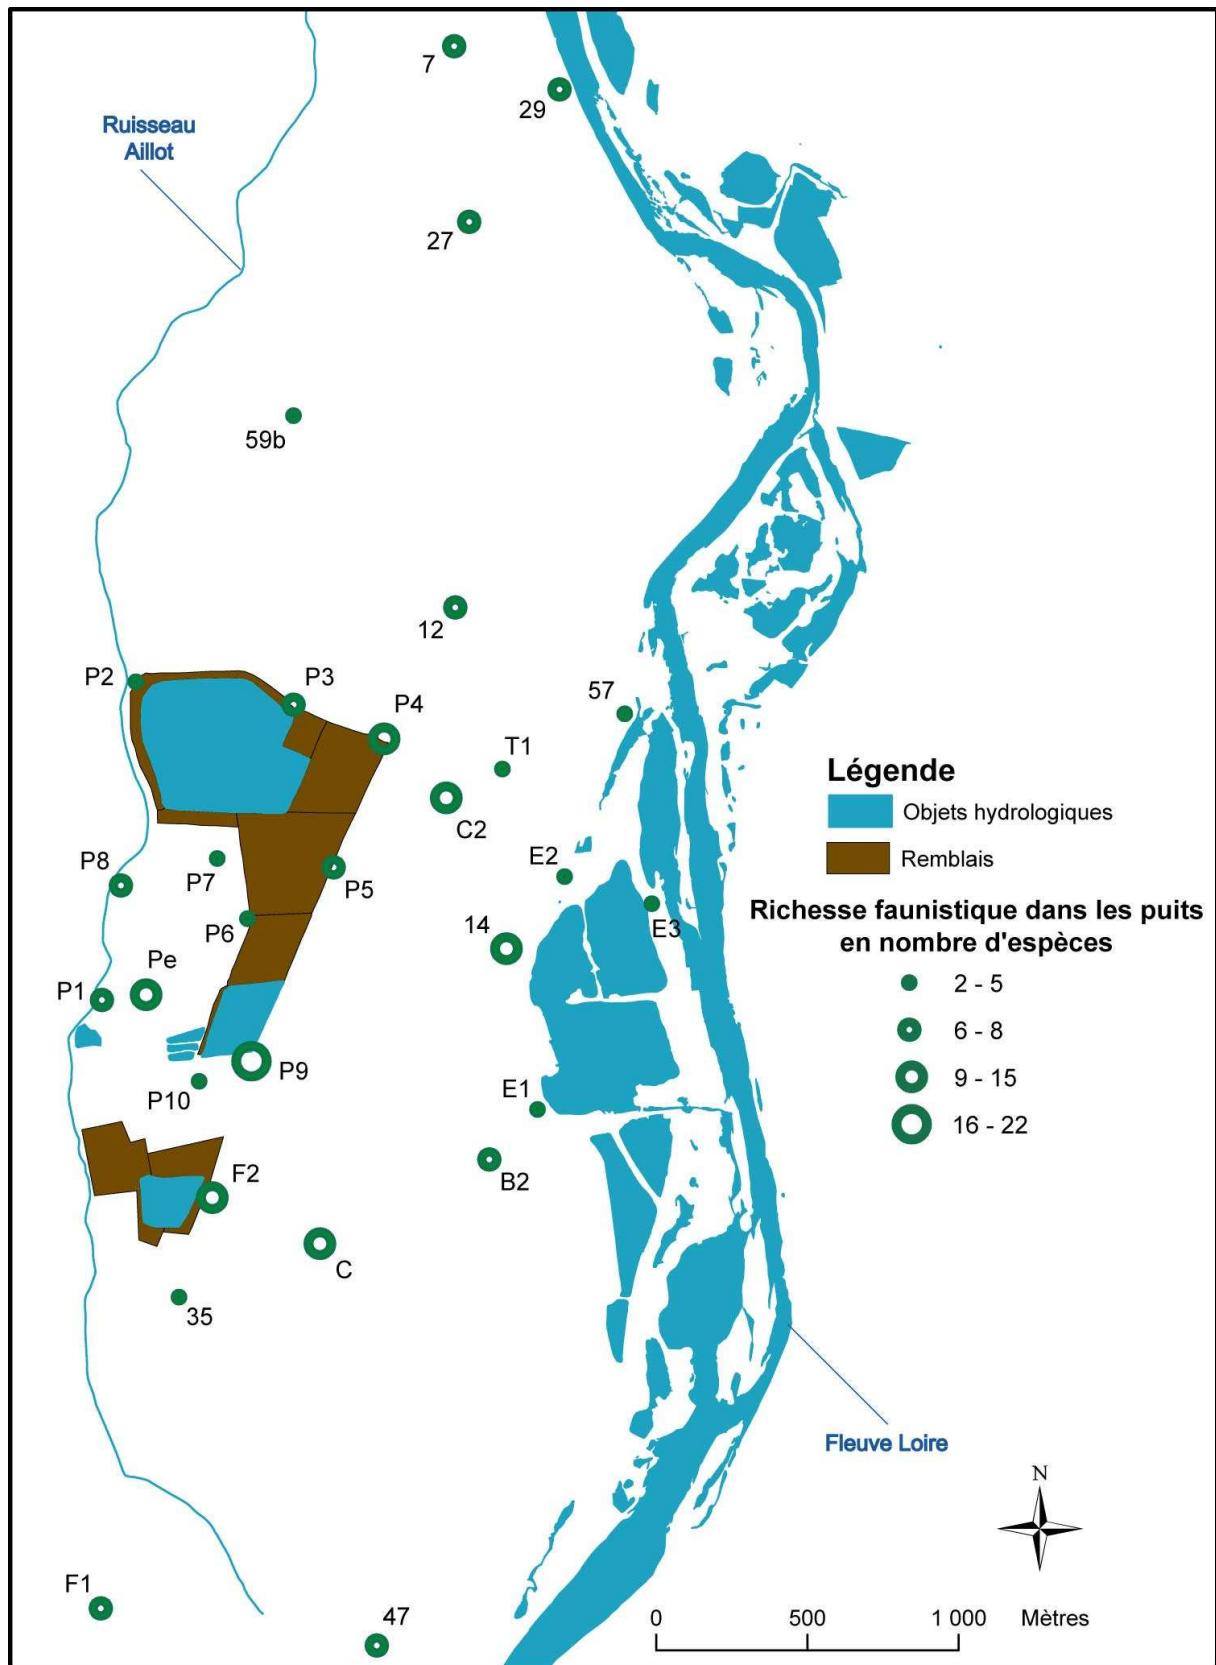 7
29
Ruisseau
Aillot
27
59b
12
P2
P3
P4
57
T1
C2
Légende
Objets hydrologiques
Remblais
P8
P7
P5
E2
Richesse faunistique dans les puits
en nombre d'espèces
P6
14
E3
2 - 5
6 - 8
9 - 15
16 - 22
Pe
P1
P9
P10
E1
B2
F2
C
35
Fleuve Loire
N
F1
47
0 500 1 000 Mètres